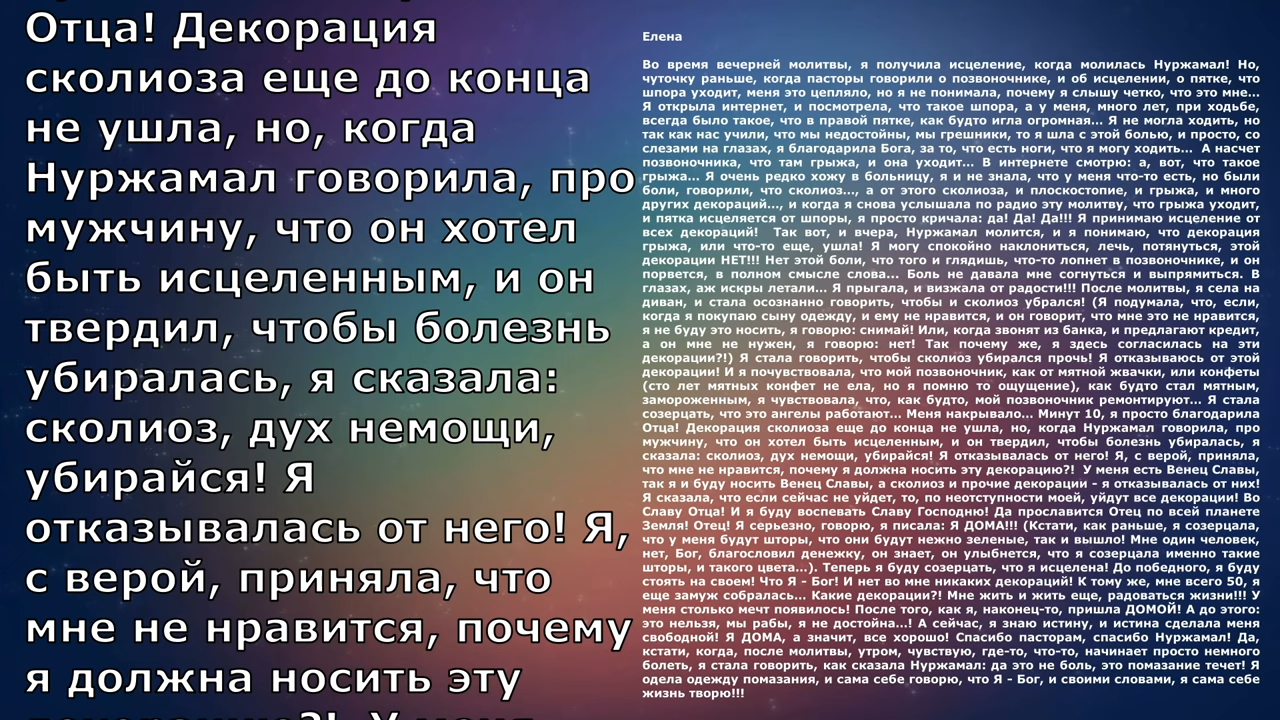 Отца! Декорация
сколиоза еще до конца
не ушла, но, когда
Нуржамал говорила, про
мужчину, что он хотел
быть исцеленным, и он
твердил, чтобы болезнь
убиралась, я сказала:
сколиоз, дух немощи,
убирайся! Я
отказывалась от него! Я,
с верой, приняла, что
мне не нравится, почему
я должна носить эту
Елена
Во время вечерней молитвы, я получила исцеление, когда молилась Нуржамал! Но,
чуточку раньше, когда пасторы говорили о позвоночнике, и об исцелении, о пятке, что
шпора уходит, меня это цепляло, но я не понимала, почему я слышу четко, что это мне...
Я открыла интернет, и посмотрела, что такое шпора, а у меня, много лет, при ходьбе,
всегда было такое, что в правой пятке, как будто игла огромная... Я не могла ходить, но
так как нас учили, что мы недостойны, мы грешники, то я шла с этой болью, и просто, со
слезами на глазах, я благодарила Бога, за то, что есть ноги, что я могу ходить... А насчет
позвоночника, что там грыжа, и она уходит... В интернете смотрю: а, вот, что такое
грыжа... Я очень редко хожу в больницу, я и не знала, что у меня что-то есть, но были
боли, говорили, что сколиоз..., а от этого сколиоза, и плоскостопие, и грыжа, и много
других декораций..., и когда я снова услышала по радио эту молитву, что грыжа уходит,
и пятка исцеляется от шпоры, я просто кричала: да! Да! Да!!! Я принимаю исцеление от
всех декораций! Так вот, и вчера, Нуржамал молится, и я понимаю, что декорация
грыжа, или что-то еще, ушла! Я могу спокойно наклониться, лечь, потянуться, этой
декорации НЕТ!!! Нет этой боли, что того и глядишь, что-то лопнет в позвоночнике, и он
порвется, в полном смысле слова... Боль не давала мне согнуться и выпрямиться. В
глазах, аж искры летали... Я прыгала, и визжала от радости!!! После молитвы, я села на
диван, и стала осознанно говорить, чтобы и сколиоз убрался! (Я подумала, что, если,
когда я покупаю сыну одежду, и ему не нравится, и он говорит, что мне это не нравится,
я не буду это носить, я говорю: снимай! Или, когда звонят из банка, и предлагают кредит,
а он мне не нужен, я говорю: нет! Так почему же, я здесь согласилась на эти
декорации?!) Я стала говорить, чтобы сколиоз убирался прочь! Я отказываюсь от этой
декорации! И я почувствовала, что мой позвоночник, как от мятной жвачки, или конфеты
(сто лет мятных конфет не ела, но я помню то ощущение), как будто стал мятным,
замороженным, я чувствовала, что, как будто, мой позвоночник ремонтируют... Я стала
созерцать, что это ангелы работают... Меня накрывало... Минут 10, я просто благодарила
Отца! Декорация сколиоза еще до конца не ушла, но, когда Нуржамал говорила, про
мужчину, что он хотел быть исцеленным, и он твердил, чтобы болезнь убиралась, я
сказала: сколиоз, дух немощи, убирайся! Я отказывалась от него! Я, с верой, приняла,
что мне не нравится, почему я должна носить эту декорацию?! У меня есть Венец Славы,
так я и буду носить Венец Славы, а сколиоз и прочие декорации - я отказывалась от них!
Я сказала, что если сейчас не уйдет, то, по неотступности моей, уйдут все декорации! Во
Славу Отца! И я буду воспевать Славу Господню! Да прославится Отец по всей планете
Земля! Отец! Я серьезно, говорю, я писала: Я ДОМА!!! (Кстати, как раньше, я созерцала,
что у меня будут шторы, что они будут нежно зеленые, так и вышло! Мне один человек,
нет, Бог, благословил денежку, он знает, он улыбнется, что я созерцала именно такие
шторы, и такого цвета...). Теперь я буду созерцать, что я исцелена! До победного, я буду
стоять на своем! Что Я - Бог! И нет во мне никаких декораций! К тому же, мне всего 50, я
еще замуж собралась... Какие декорации?! Мне жить и жить еще, радоваться жизни!!! У
меня столько мечт появилось! После того, как я, наконец-то, пришла ДОМОЙ! А до этого:
это нельзя, мы рабы, я не достойна...! А сейчас, я знаю истину, и истина сделала меня
свободной! Я ДОМА, а значит, все хорошо! Спасибо пасторам, спасибо Нуржамал! Да,
кстати, когда, после молитвы, утром, чувствую, где-то, что-то, начинает просто немного
болеть, я стала говорить, как сказала Нуржамал: да это не боль, это помазание течет! Я
одела одежду помазания, и сама себе говорю, что Я - Бог, и своими словами, я сама себе
жизнь творю!!!